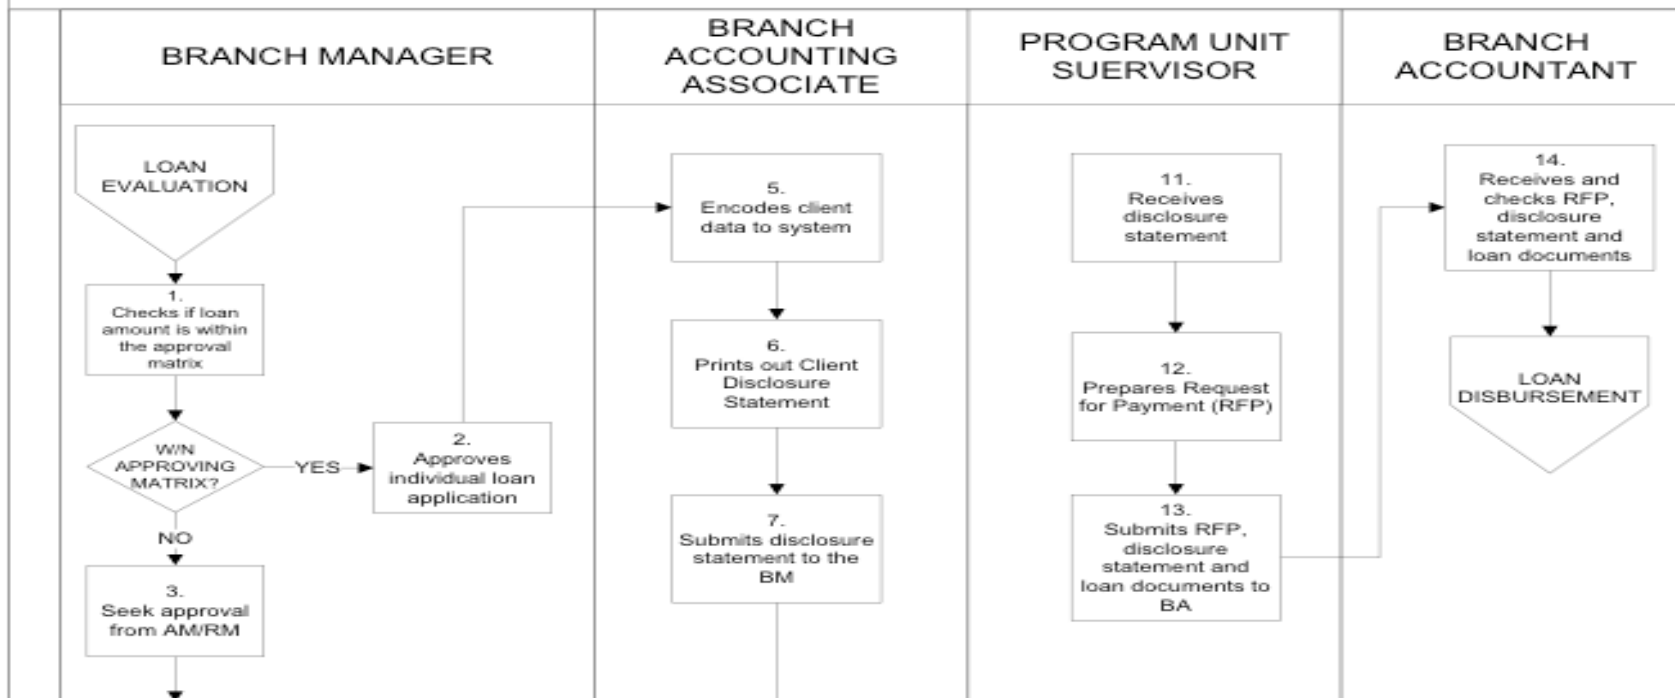 BRANCH MANAGER
BRANCH
ACCOUNTING
ASSOCIATE
PROGRAM UNIT
SUERVISOR
BRANCH
ACCOUNTANT
LOAN
EVALUATION
1.
Checks if loan
amount is within
the approval
matrix
W/N
APPROVING
MATRIX?
YES
2.
Approves
individual loan
application
NO
3.
Seek approval
from AM/RM
5.
Encodes client
data to system
6.
Prints out Client
Disclosure
Statement
7.
Submits disclosure
statement to the
BM
11.
Receives
disclosure
statement
12.
Prepares Request
for Payment (RFP)
13.
Submits RFP,
disclosure
statement and
loan documents to
BA
14.
Receives and
checks RFP,
disclosure
statement and
loan documents
LOAN
DISBURSEMENT